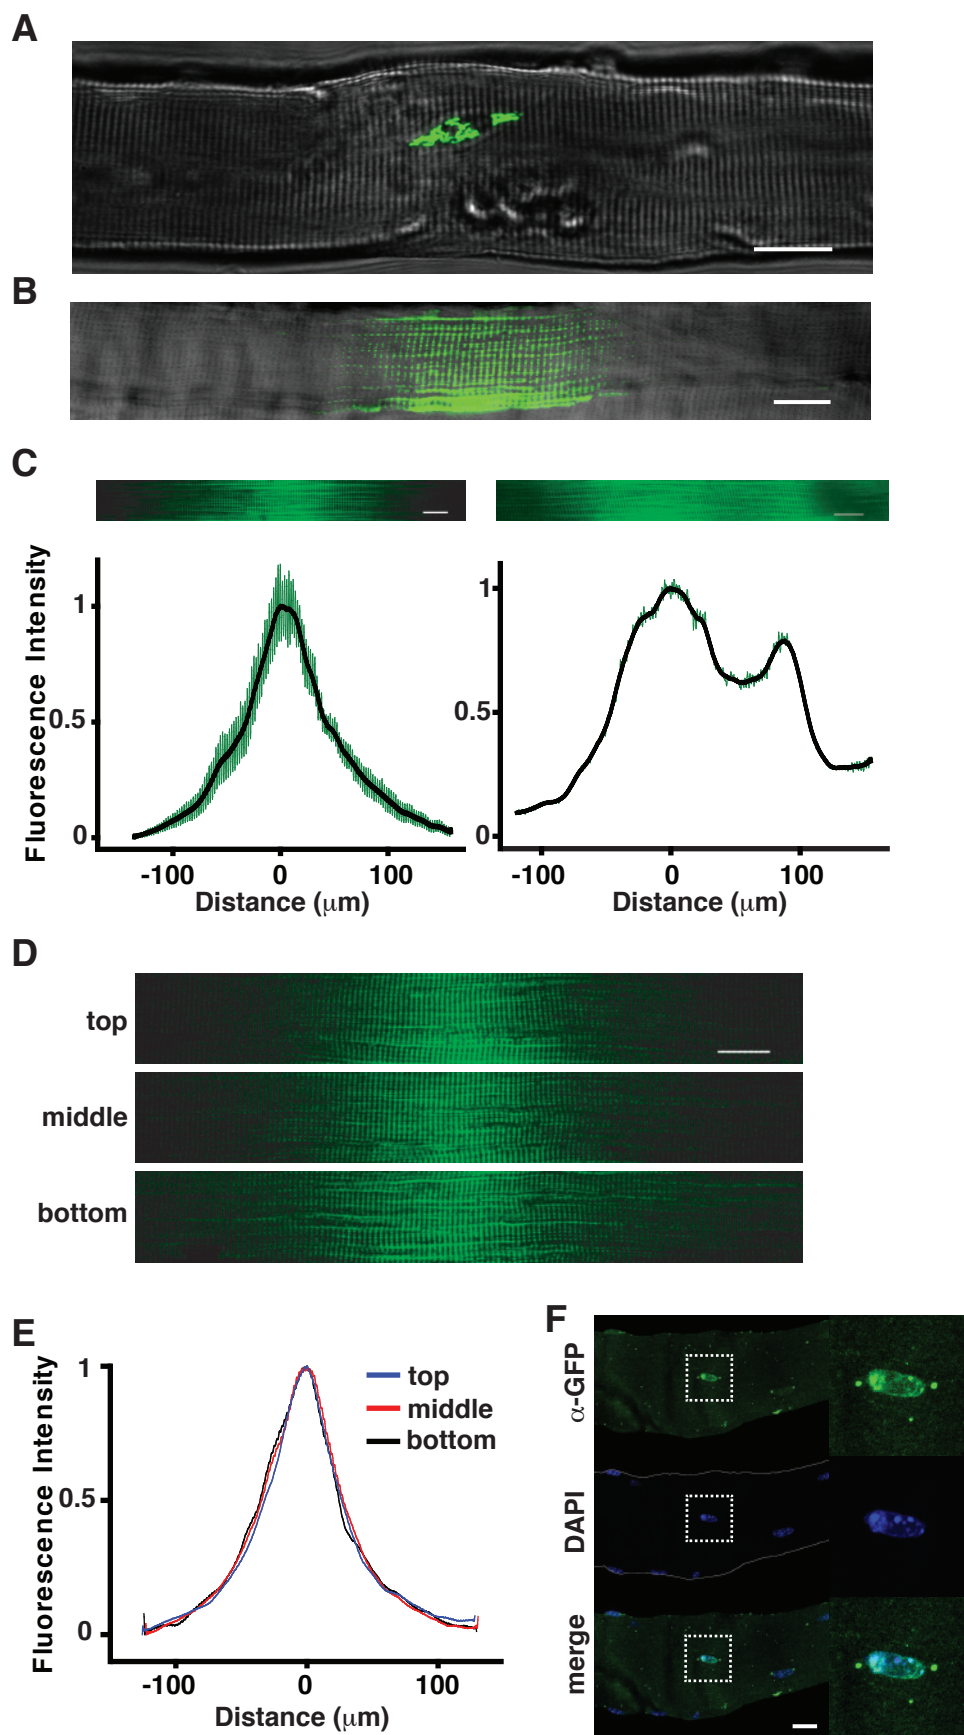 A
B
C
Fluorescence Intensity
1
0.5
0
-100 0 100
Distance (μm)
1
0.5
0
-100 0 100
Distance (μm)
D
top
middle
bottom
E
Fluorescence Intensity
1
0.5
0
-100 0 100
Distance (μm)
top
middle
bottom
F
α-GFP
DAPI
merge